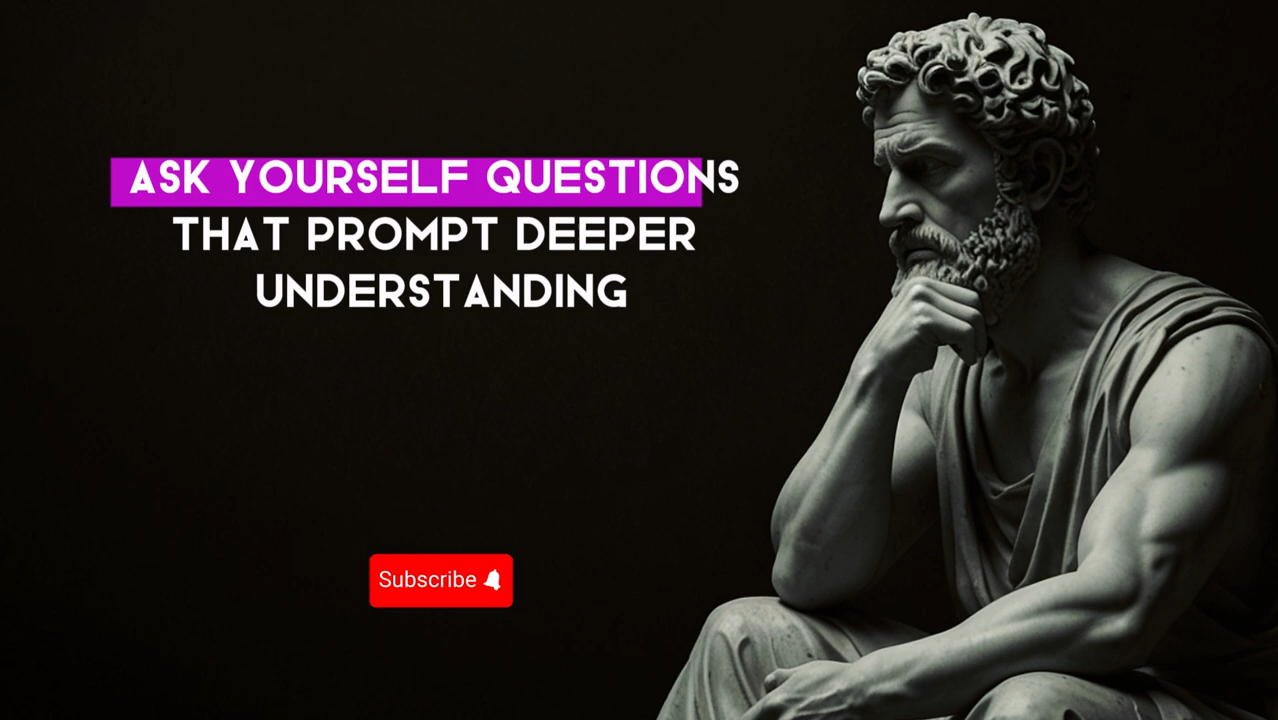 ASK YOURSELF QUESTIONS
THAT PROMPT DEEPER
UNDERSTANDING
Subscribe